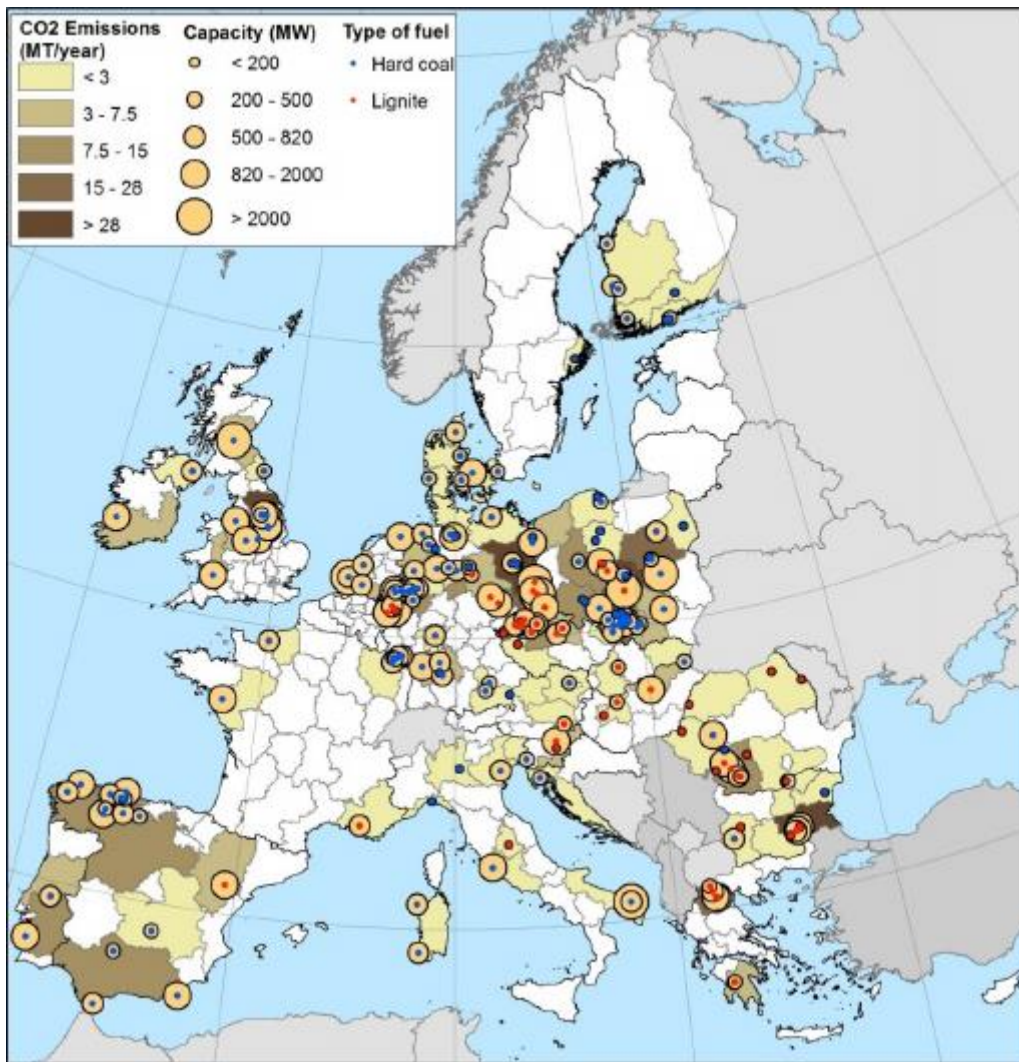 CO2 Emissions
(MT/year)
< 3
3 - 7.5
7.5 - 15
15 - 28
> 28
Capacity (MW)
< 200
200 - 500
500 - 820
820 - 2000
> 2000
Type of fuel
Hard coal
Lignite